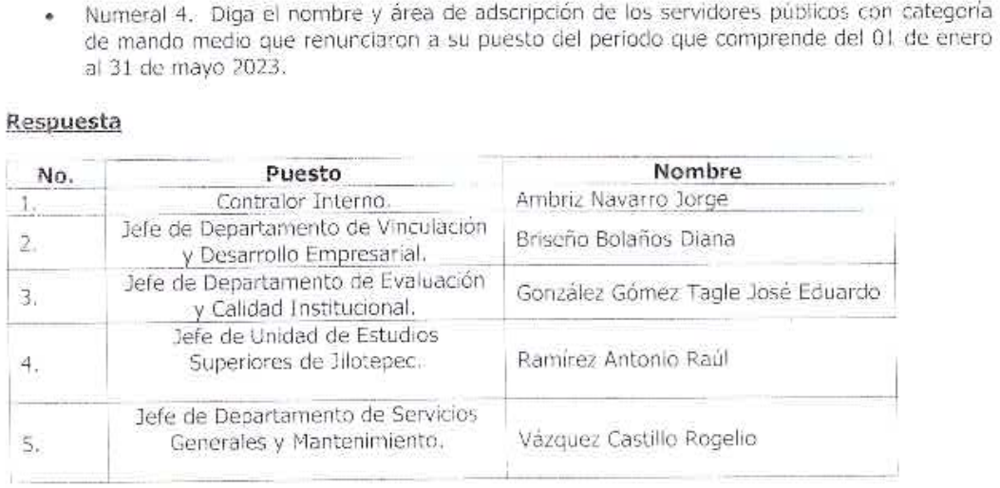 • Numeral 4. Diga el nombre y área de adscripción de los servidores públicos con categoría
de mando medio que renunciaron a su puesto del período que comprende del 01 de enero
al 31 de mayo 2023.
Respuesta
No. Puesto Nombre
1. Contralor Interno. Ambriz Navarro Jorge
2. Jefe de Departamento de Vinculación
y Desarrollo Empresarial. Briseño Bolaños Diana
3. Jefe de Departamento de Evaluación
y Calidad Institucional. González Gómez Tagle José Eduardo
4. Jefe de Unidad de Estudios
Superiores de Jilotepec. Ramírez Antonio Raúl
5. Jefe de Departamento de Servicios
Generales y Mantenimiento. Vázquez Castillo Rogelio